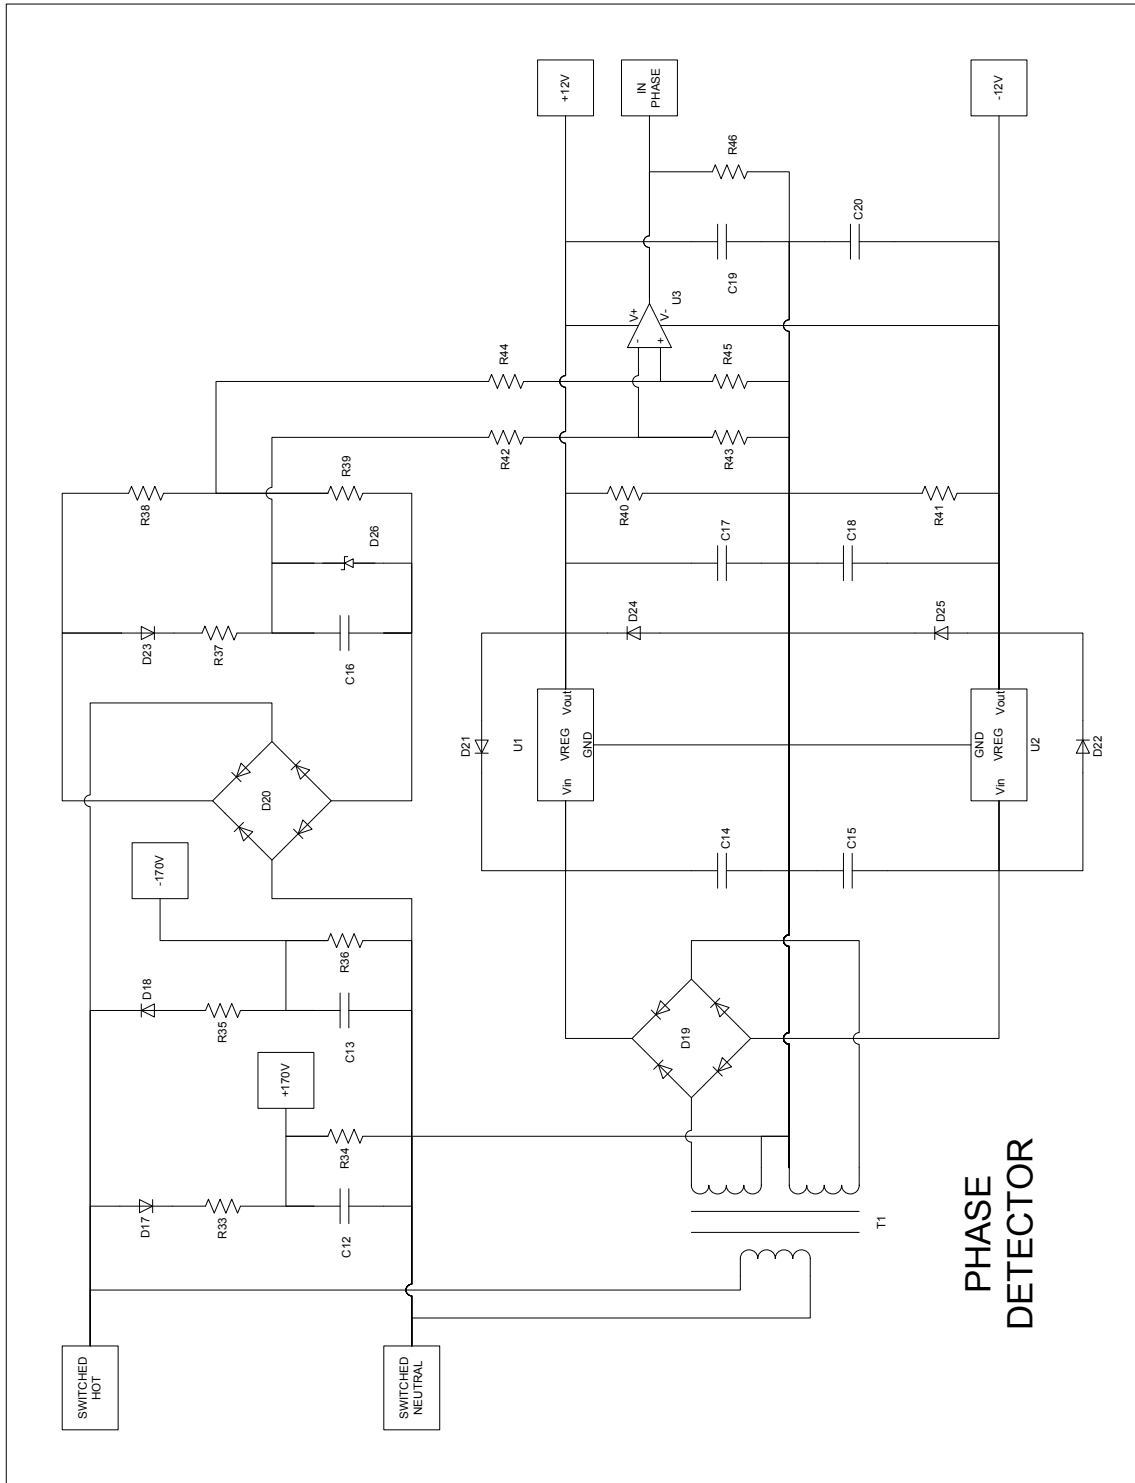 SWITCHED
HOT
D17
R33
C12
+170V
R34
D18
R35
C13
-170V
R36
D20
D23
R37
C16
R38
D26
R39
SWITCHED
NEUTRAL
R42
R44
R43
R45
-
+
V+
V-
U3
+12V
IN
PHASE
R46
C19
C20
-12V
D21
U1
Vin
VREG
Vout
GND
D24
C17
R40
C14
C15
D19
T1
GND
Vin
VREG
Vout
U2
D25
C18
R41
D22
PHASE
DETECTOR